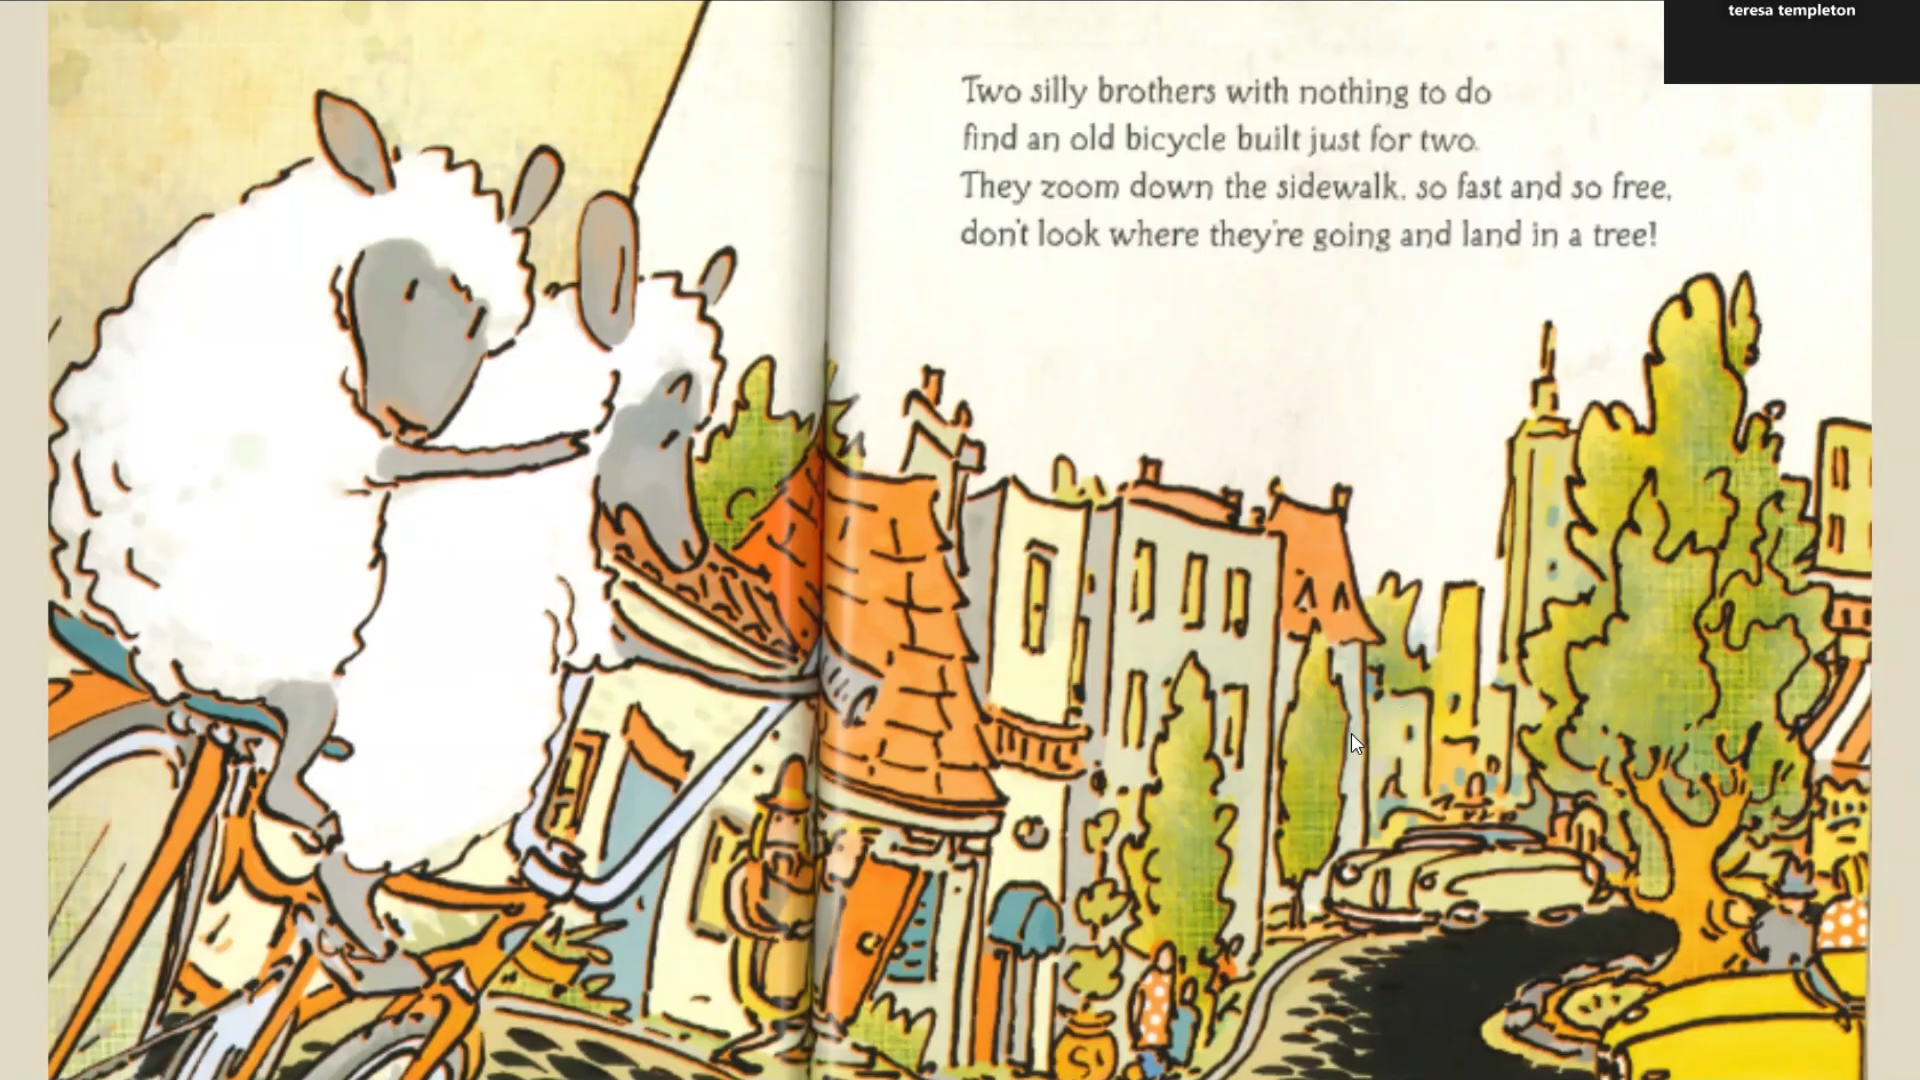 teresa templeton
Two silly brothers with nothing to do
find an old bicycle built just for two.
They zoom down the sidewalk, so fast and so free,
don't look where they're going and land in a tree!
51